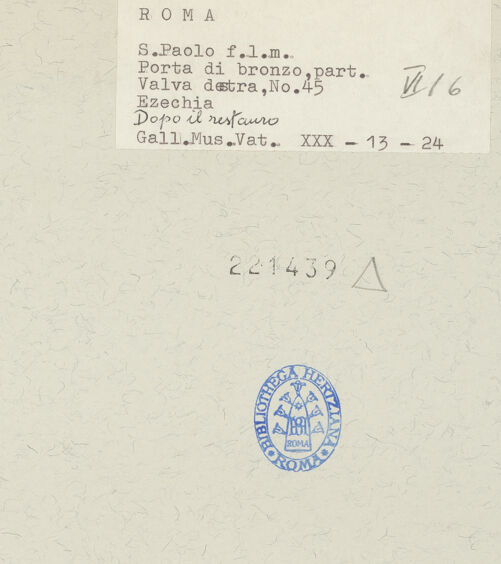 ROMA
S.Paolo f.l.m.
Porta di bronzo,part.
Valva destra,No.45
Ezechia
Dopo il restauro
Gall.Mus.Vat. XXX - 13 - 24
VI/6
221439
BIBLIOTHECA HERTZIANA
ROMA
ROMA